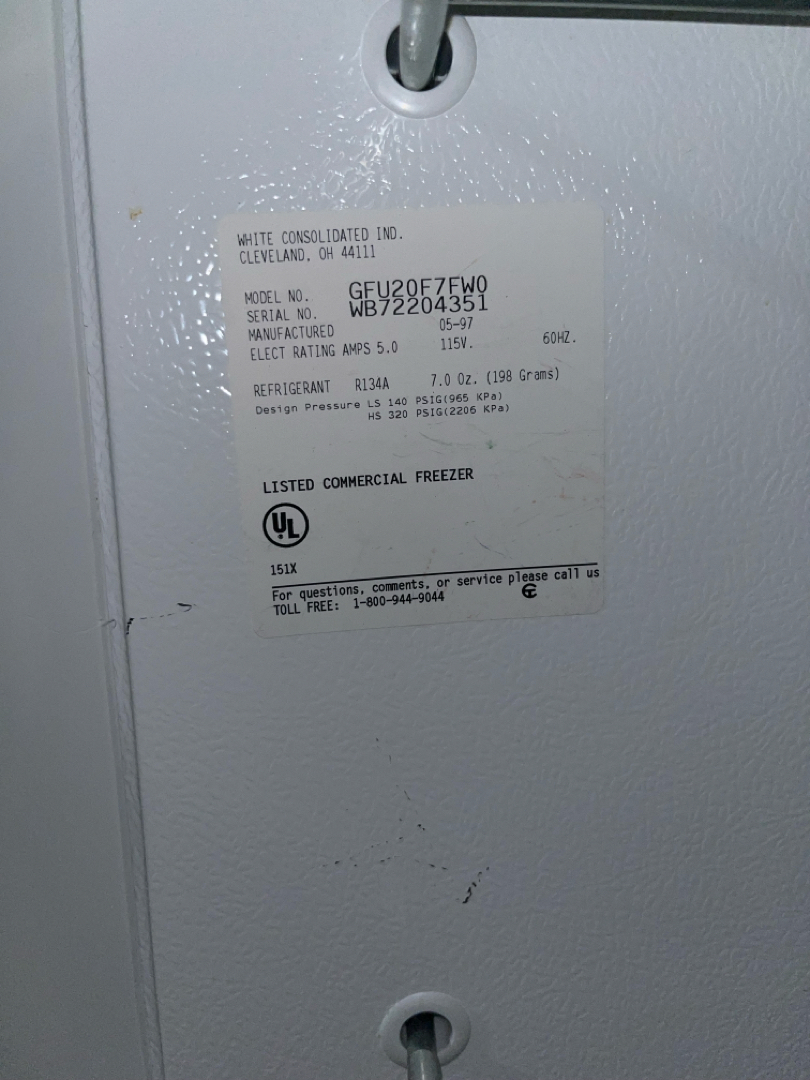 WHITE CONSOLIDATED IND.
CLEVELAND, OH 44111
MODEL NO. GFU20F7FW0
SERIAL NO. WB72204351
MANUFACTURED 05-97
ELECT RATING AMPS 5.0 115V. 60HZ.
REFRIGERANT R134A 7.0 Oz. (198 Grams)
Design Pressure LS 140 PSIG(965 KPa)
HS 320 PSIG(2206 KPa)
LISTED COMMERCIAL FREEZER
UL
151X
For questions, comments, or service please call us
TOLL FREE: 1-800-944-9044